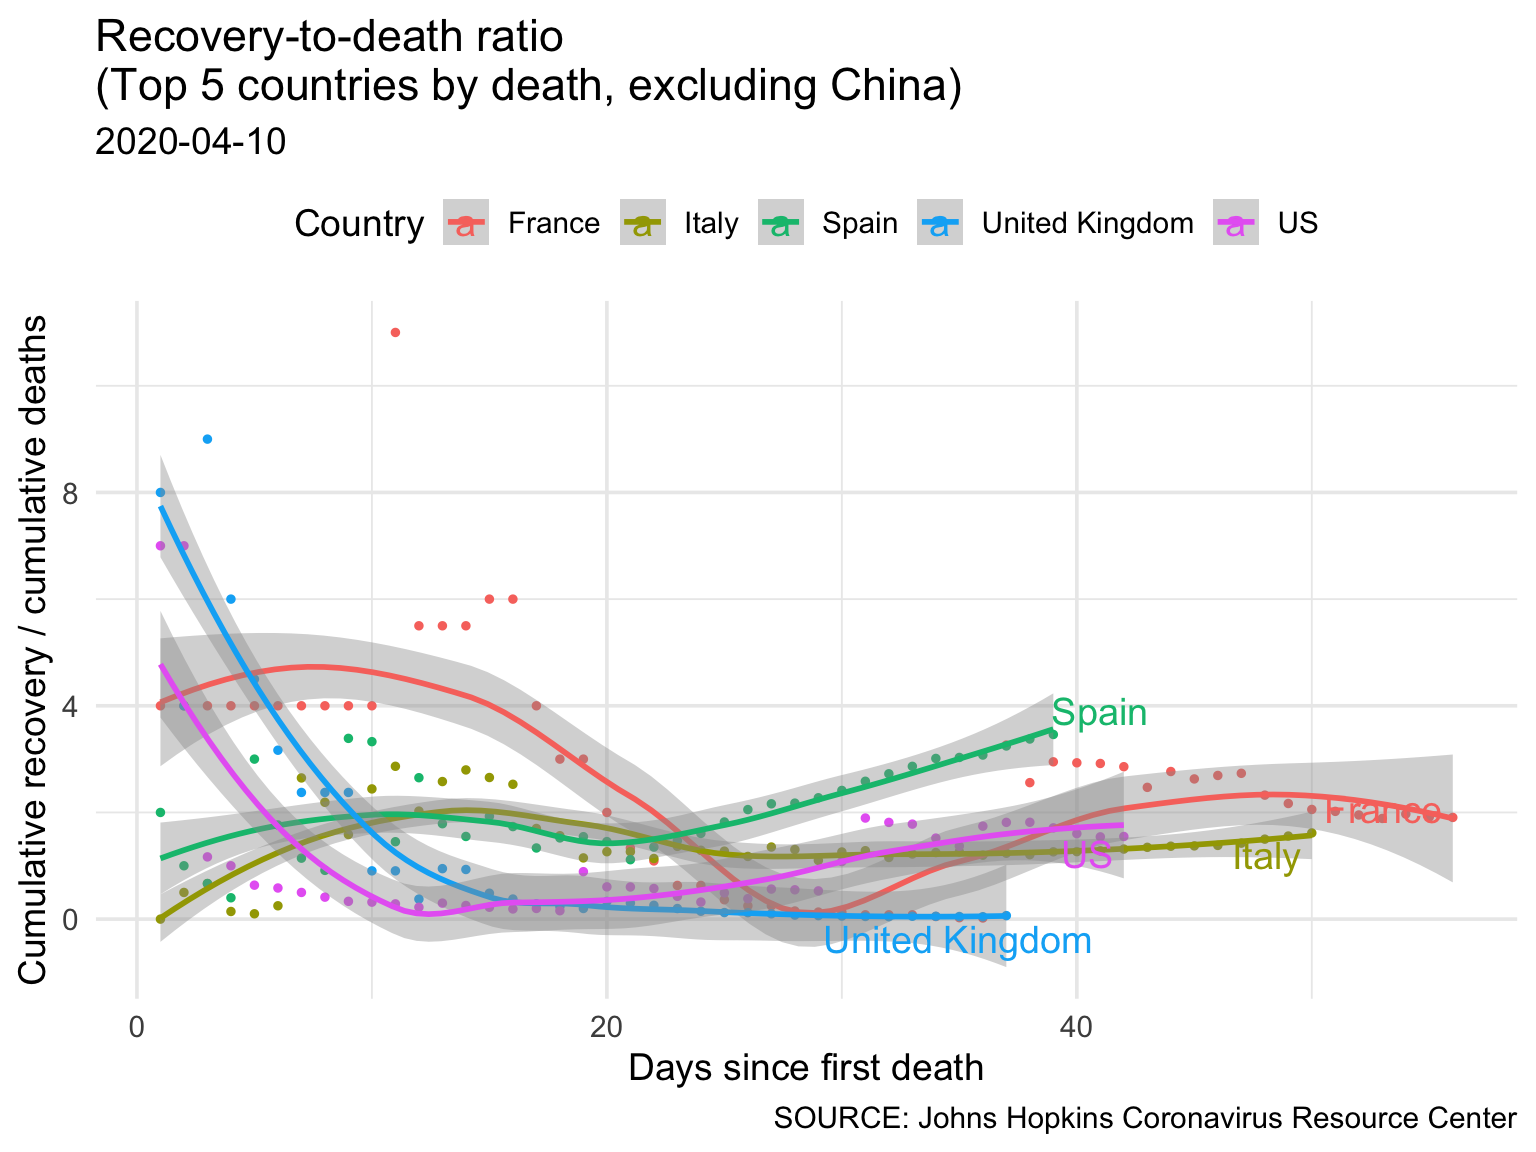 Recovery-to-death ratio
(Top 5 countries by death, excluding China)
2020-04-10
Country a France a Italy a Spain a United Kingdom a US
Cumulative recovery / cumulative deaths
8
4
0
Spain
France
US
Italy
United Kingdom
0 20 40
Days since first death
SOURCE: Johns Hopkins Coronavirus Resource Center